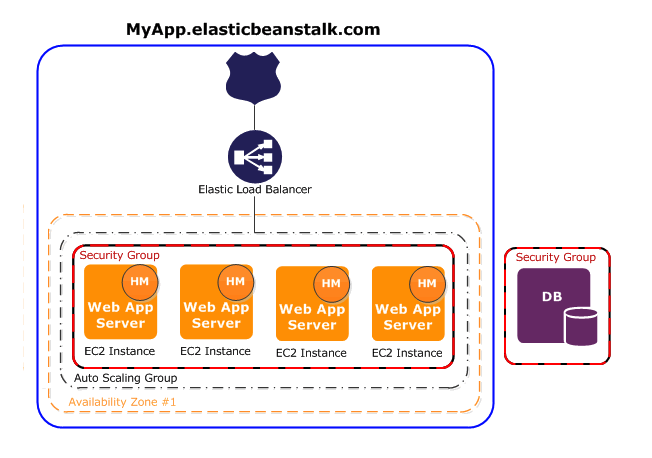 MyApp.elasticbeanstalk.com
Elastic Load Balancer
Security Group
HM
Web App
Server
EC2 Instance
HM
Web App
Server
EC2 Instance
HM
Web App
Server
EC2 Instance
HM
Web App
Server
EC2 Instance
Auto Scaling Group
Availability Zone #1
Security Group
DB